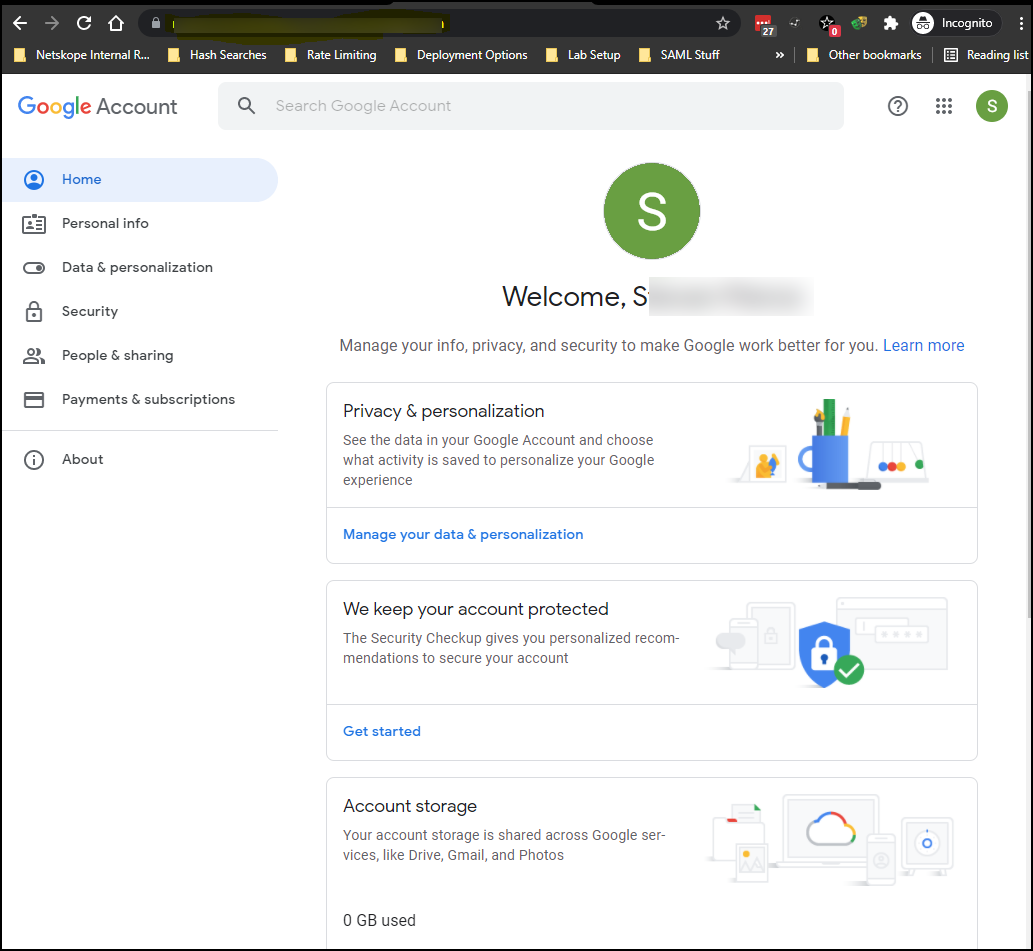 Incognito
27
0
Netskope Internal R...
Hash Searches
Rate Limiting
Deployment Options
Lab Setup
SAML Stuff
»
Other bookmarks
Reading list
Google Account
Search Google Account
S
Home
Personal info
Data & personalization
Security
People & sharing
Payments & subscriptions
About
S
Welcome, S
Manage your info, privacy, and security to make Google work better for you. Learn more
Privacy & personalization
See the data in your Google Account and choose
what activity is saved to personalize your Google
experience
Manage your data & personalization
We keep your account protected
The Security Checkup gives you personalized recom-
mendations to secure your account
Get started
Account storage
Your account storage is shared across Google ser-
vices, like Drive, Gmail, and Photos
0 GB used